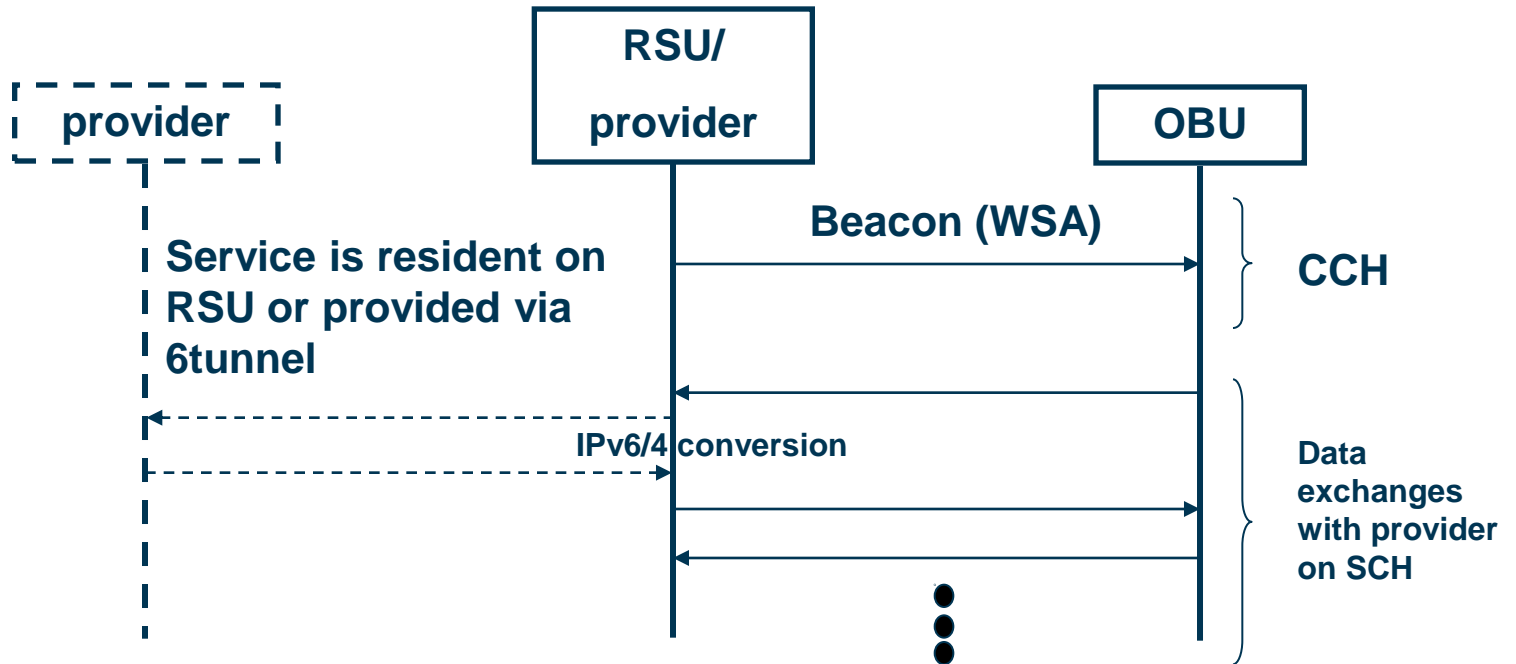 provider
RSU/
provider
OBU
Beacon (WSA)
CCH
Service is resident on
RSU or provided via
6tunnel
IPv6/4 conversion
Data
exchanges
with provider
on SCH